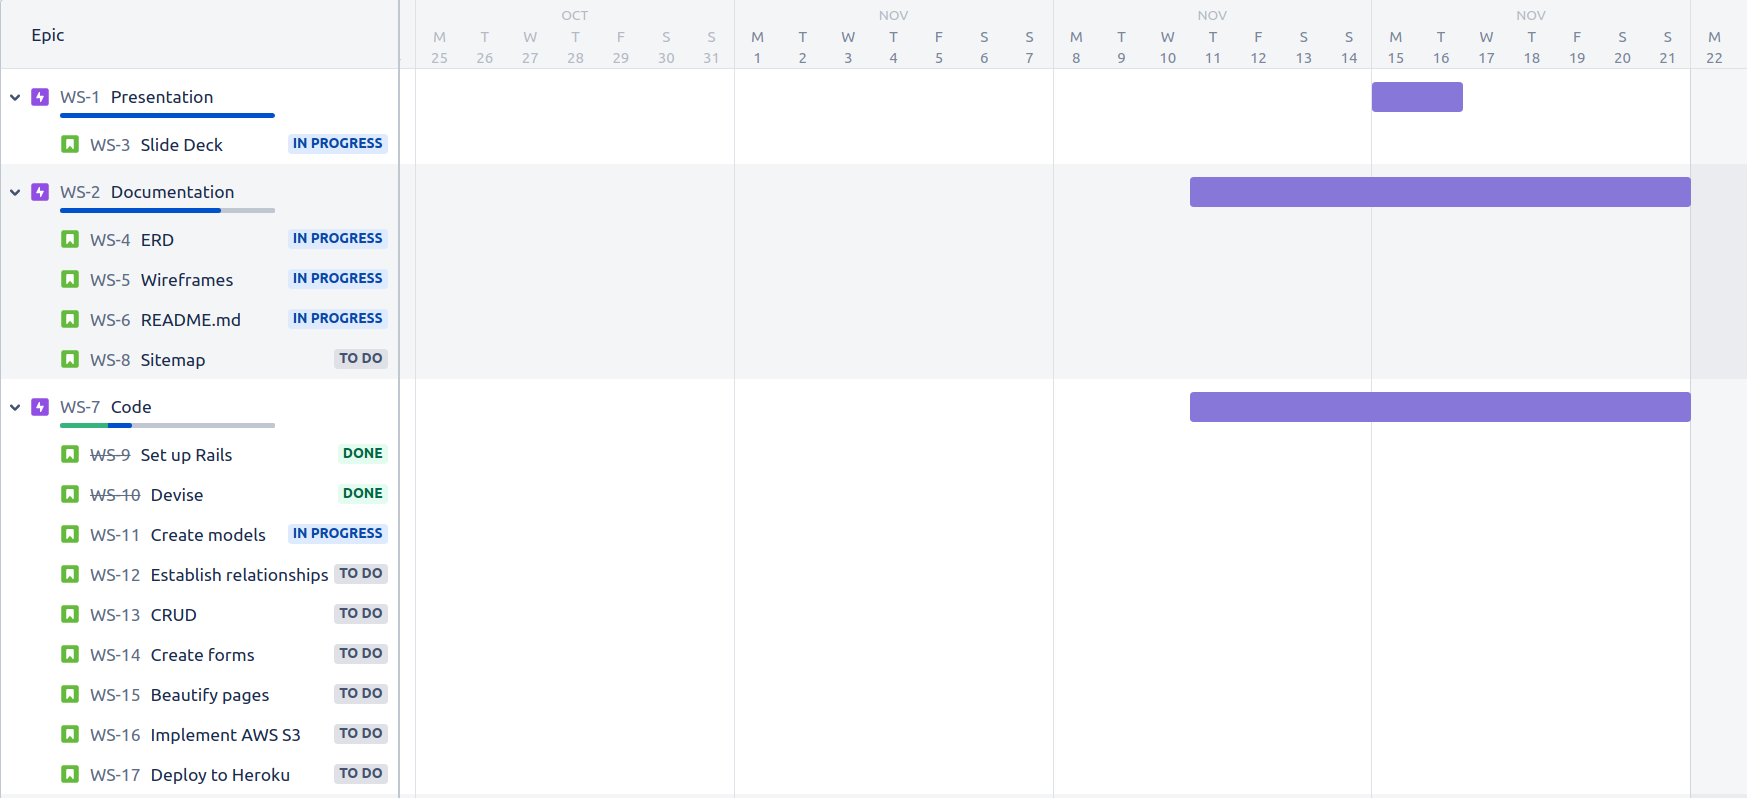 Epic
OCT NOV NOV NOV
M T W T F S S M T W T F S S M T W T F S S M T W T F S S M
25 26 27 28 29 30 31 1 2 3 4 5 6 7 8 9 10 11 12 13 14 15 16 17 18 19 20 21 22
WS-1 Presentation
WS-3 Slide Deck IN PROGRESS
WS-2 Documentation
WS-4 ERD IN PROGRESS
WS-5 Wireframes IN PROGRESS
WS-6 README.md IN PROGRESS
WS-8 Sitemap TO DO
WS-7 Code
WS-9 Set up Rails DONE
WS-10 Devise DONE
WS-11 Create models IN PROGRESS
WS-12 Establish relationships TO DO
WS-13 CRUD TO DO
WS-14 Create forms TO DO
WS-15 Beautify pages TO DO
WS-16 Implement AWS S3 TO DO
WS-17 Deploy to Heroku TO DO